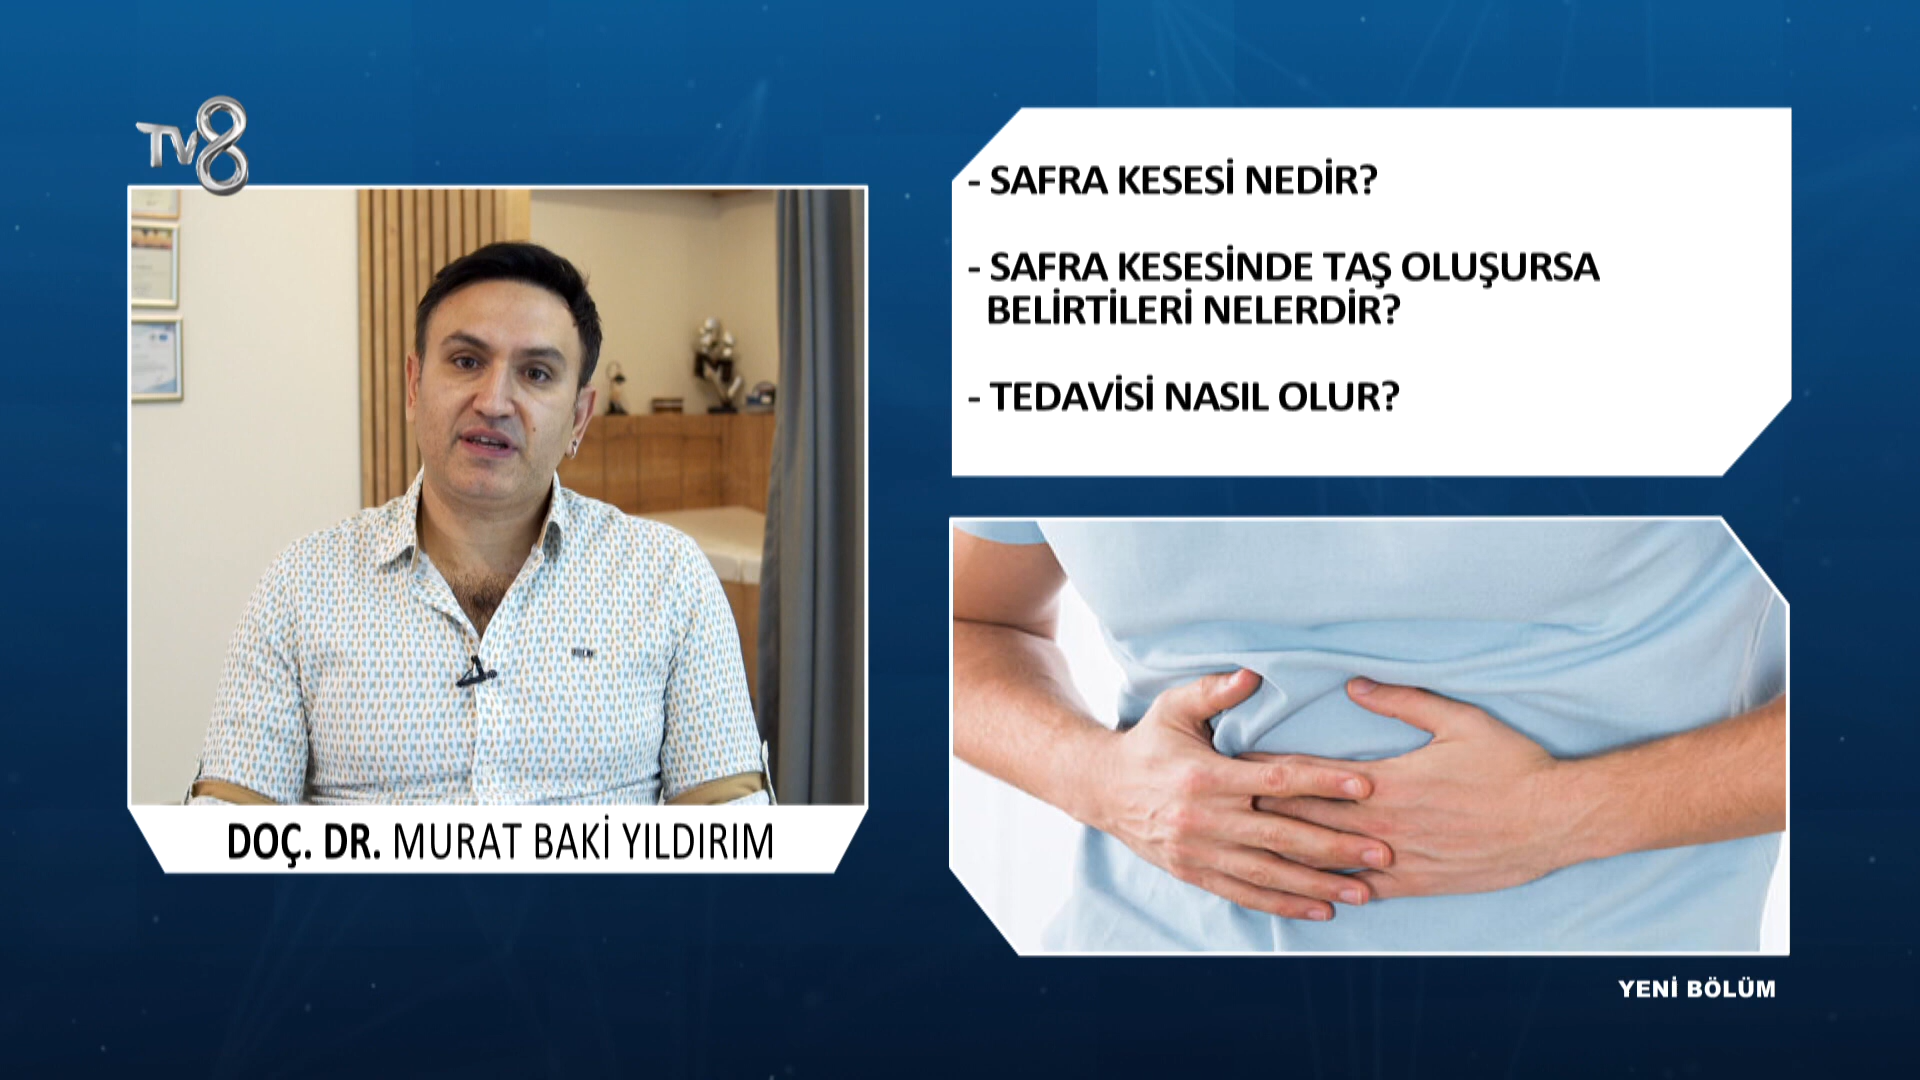 TV8
- SAFRA KESESİ NEDİR?
- SAFRA KESESİNDE TAŞ OLUŞURSA
BELİRTİLERİ NELERDİR?
- TEDAVİSİ NASIL OLUR?
DOÇ. DR. MURAT BAKİ YILDIRIM
YENİ BÖLÜM